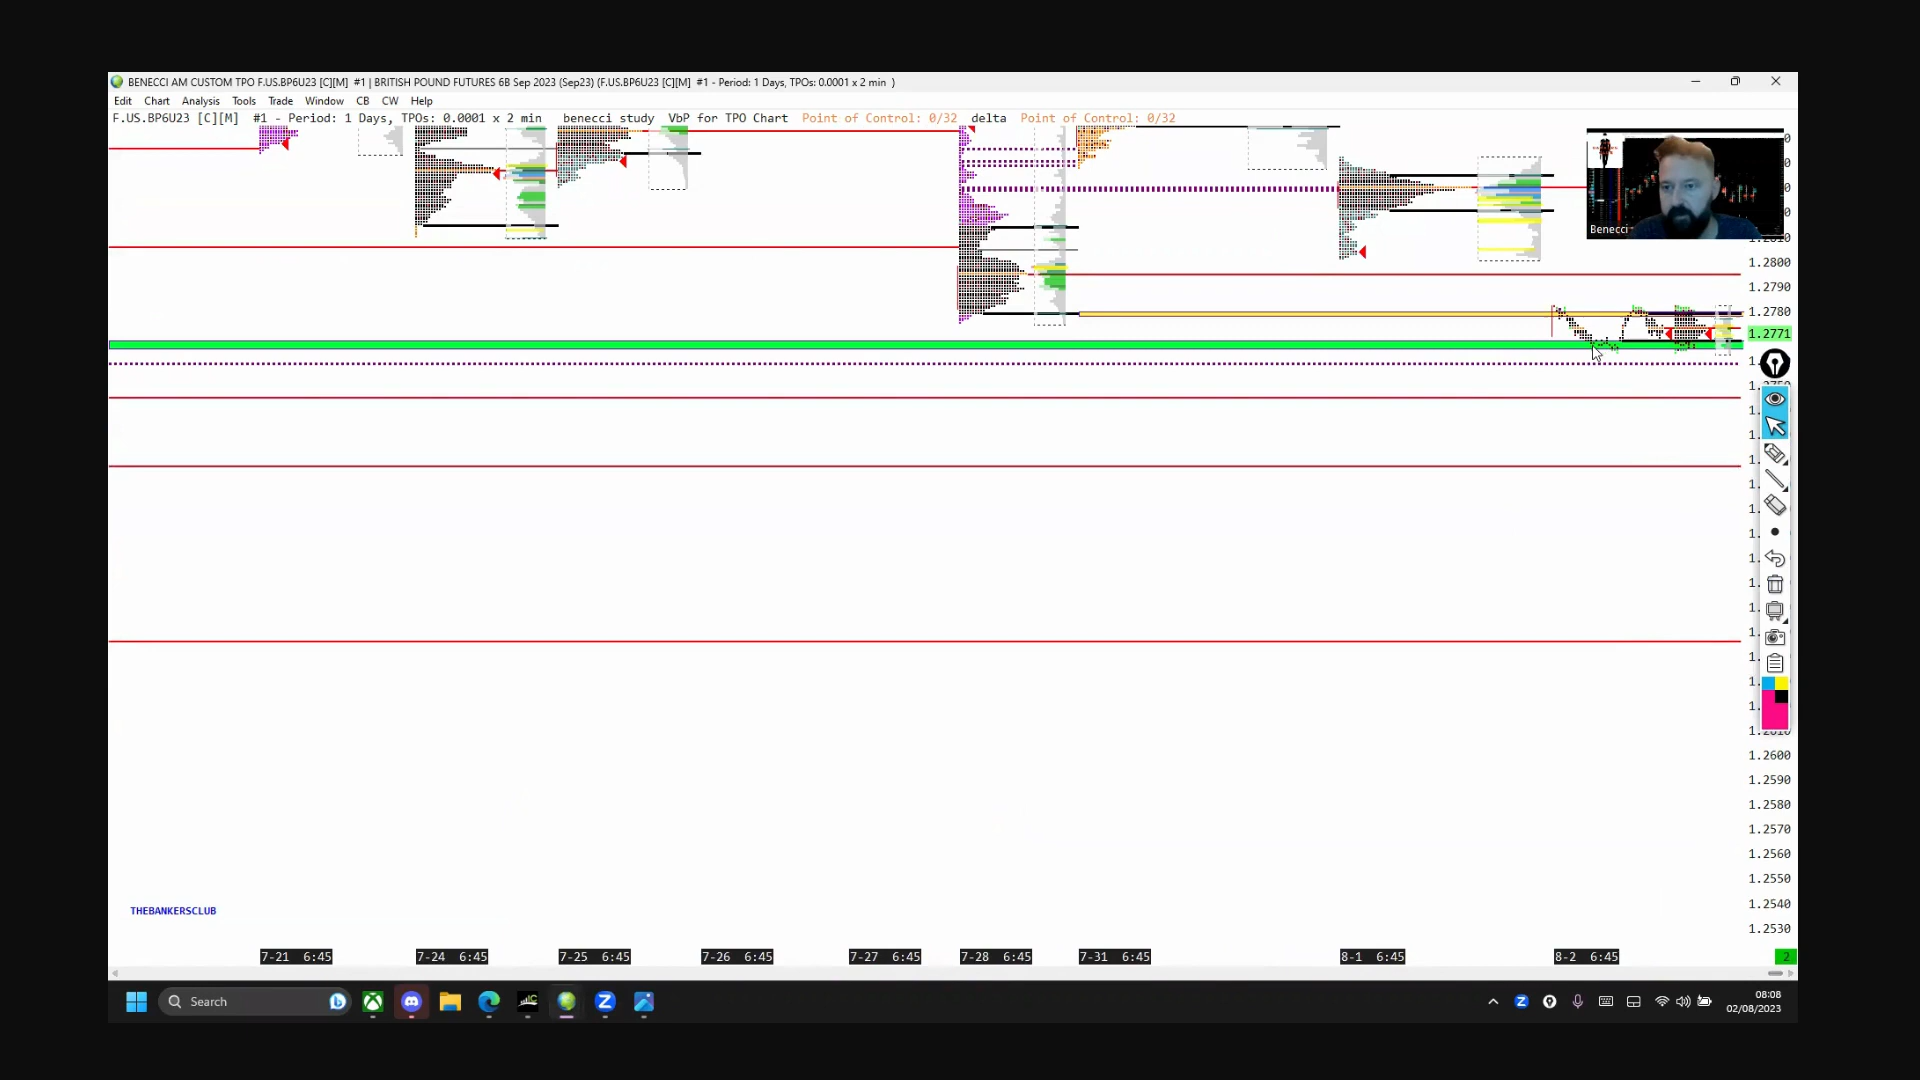 BENECCI AM CUSTOM TPO F.US.BP6U23 [C][M]  #1 | BRITISH POUND FUTURES 6B Sep 2023 (Sep23) (F.US.BP6U23 [C][M]  #1 - Period: 1 Days, TPOs: 0.0001 x 2 min )
Edit Chart Analysis Tools Trade Window CB CW Help
F.US.BP6U23 [C][M]  #1 - Period: 1 Days, TPOs: 0.0001 x 2 min  benecci study  VbP for TPO Chart  Point of Control: 0/32  delta  Point of Control: 0/32
Benecci
1.2800
1.2790
1.2780
1.2771
1.2600
1.2590
1.2580
1.2570
1.2560
1.2550
1.2540
1.2530
THEBANKERSCLUB
7-21 6:45 7-24 6:45 7-25 6:45 7-26 6:45 7-27 6:45 7-28 6:45 7-31 6:45 8-1 6:45 8-2 6:45 2
Search
08:08
02/08/2023